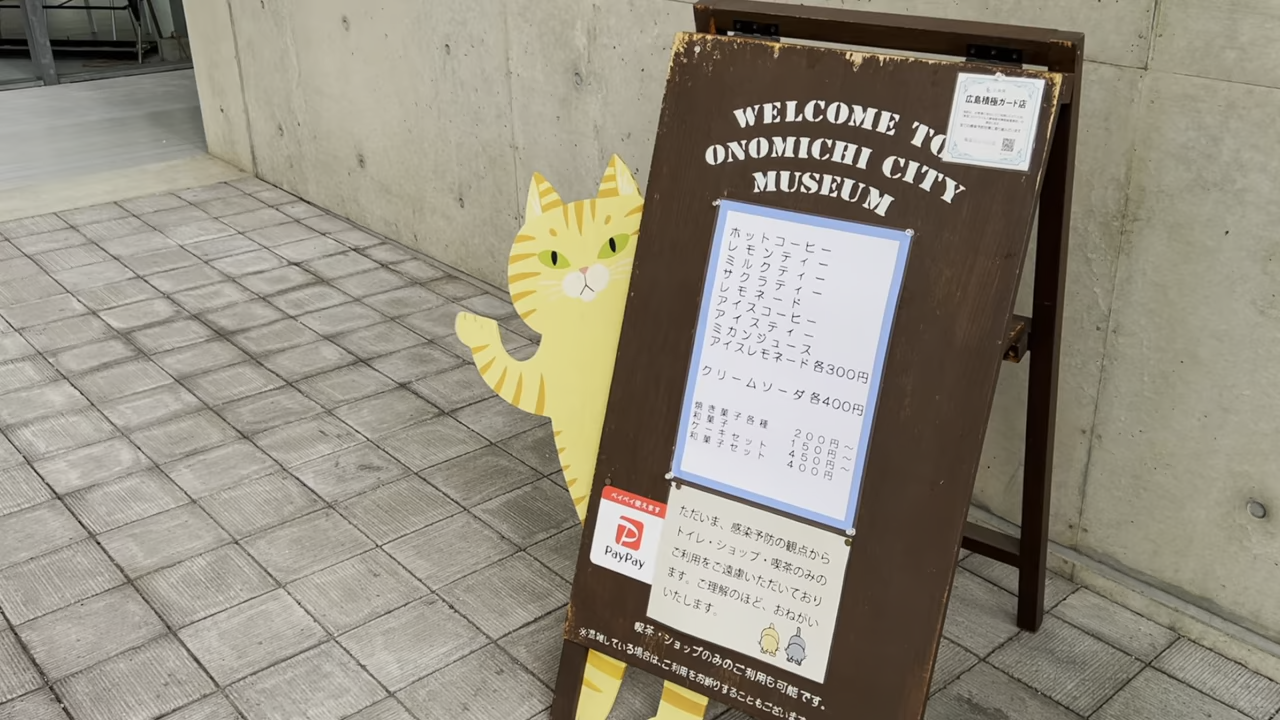 広島積極ガード店
WELCOME TO
ONOMICHI CITY
MUSEUM
ホットコーヒー
レモンティー
ミルクティー
サクラティー
レモネード
アイスコーヒー
アイスティー
ミカンジュース
アイスレモネード 各300円
クリームソーダ 各400円
焼き菓子各種 200円~
和菓子 150円~
ケーキセット 450円~
和菓子セット 400円
ペイペイ使えます
PayPay
ただいま、感染予防の観点から
トイレ・ショップ・喫茶のみの
ご利用をご遠慮いただいており
ます。ご理解のほど、おねがい
いたします。
喫茶・ショップのみのご利用も可能です。
※混雑している場合は、ご利用をお断りすることもございます